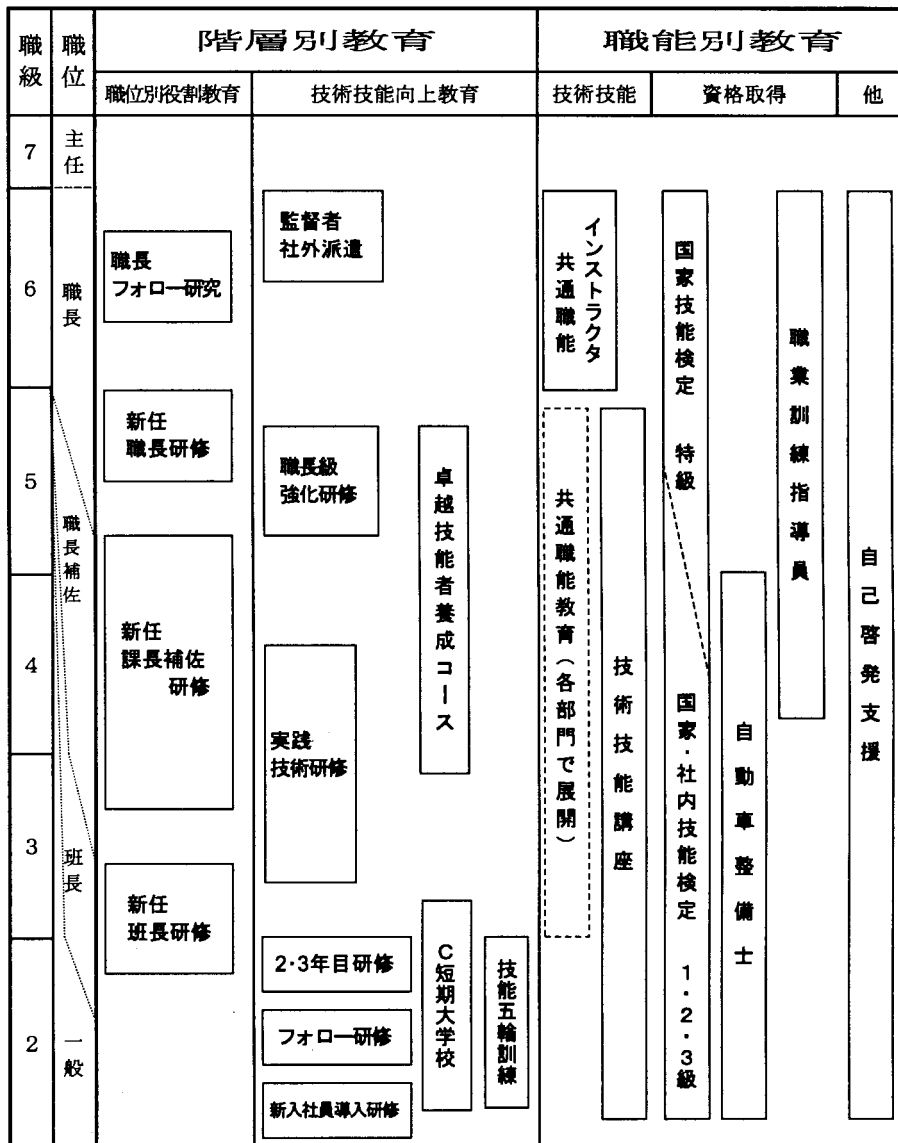 職級
職位
階層別教育
職能別教育
職位別役割教育
技術技能向上教育
技術技能
資格取得
他
7
主任
6
職長
5
職長補佐
4
3
班長
2
一般
職長
フォロー研究
新任
職長研修
新任
課長補佐
研修
新任
班長研修
監督者
社外派遣
職長級
強化研修
実践
技術研修
2・3年目研修
フォロー研修
新入社員導入研修
卓越技能者養成コース
C短期大学校
技能五輪訓練
インストラクタ
共通職能
共通職能教育(各部門で展開)
技術技能講座
国家技能検定 特級
国家・社内技能検定 1・2・3級
自動車整備士
職業訓練指導員
自己啓発支援